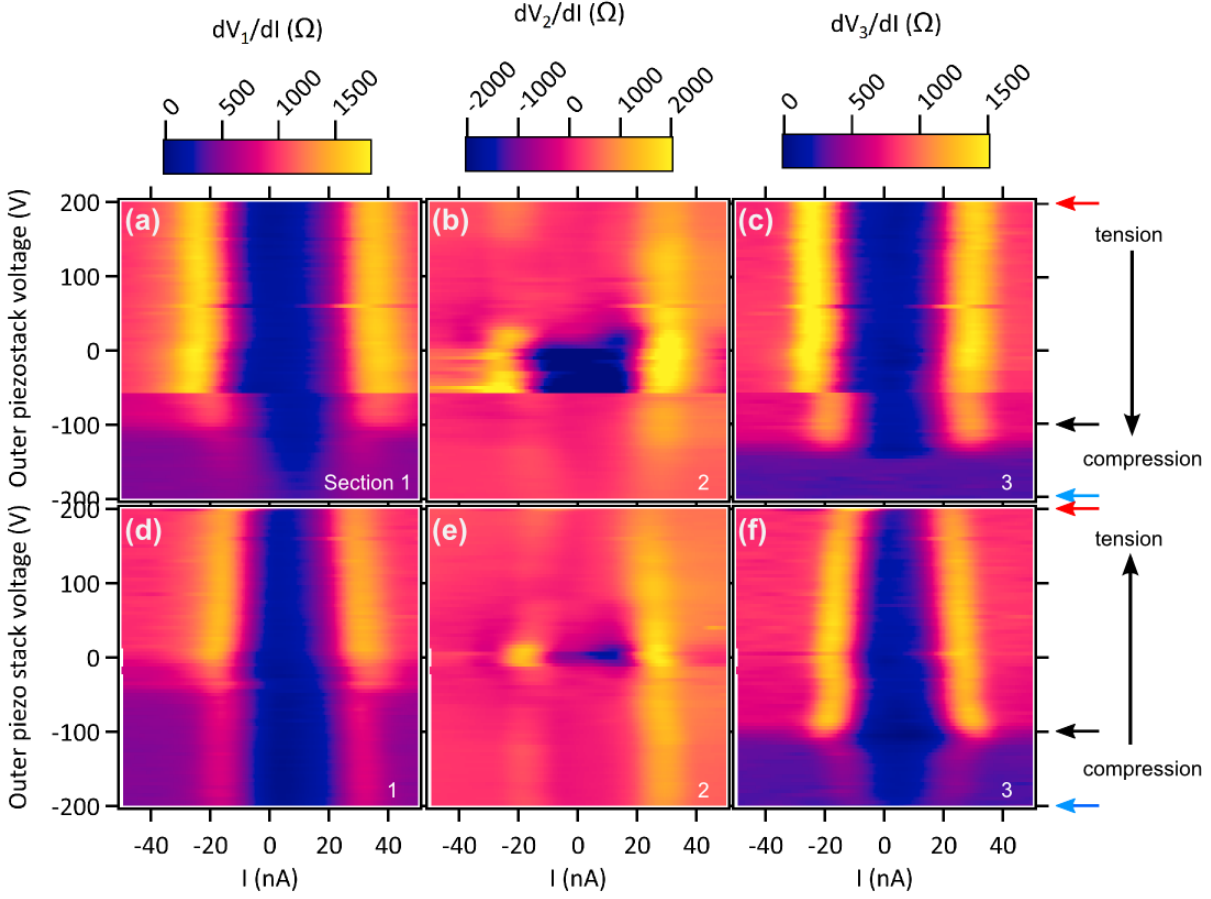 dV1/dI (Ω)
dV2/dI (Ω)
dV3/dI (Ω)
0 500 1000 1500
-2000 -1000 0 1000 2000
0 500 1000 1500
Outer piezostack voltage (V)
200
100
0
-100
-200
(a)
Section 1
(b)
2
(c)
3
tension
compression
Outer piezo stack voltage (V)
200
100
0
-100
-200
(d)
1
(e)
2
(f)
3
tension
compression
-40 -20 0 20 40
-40 -20 0 20 40
-40 -20 0 20 40
I (nA)
I (nA)
I (nA)